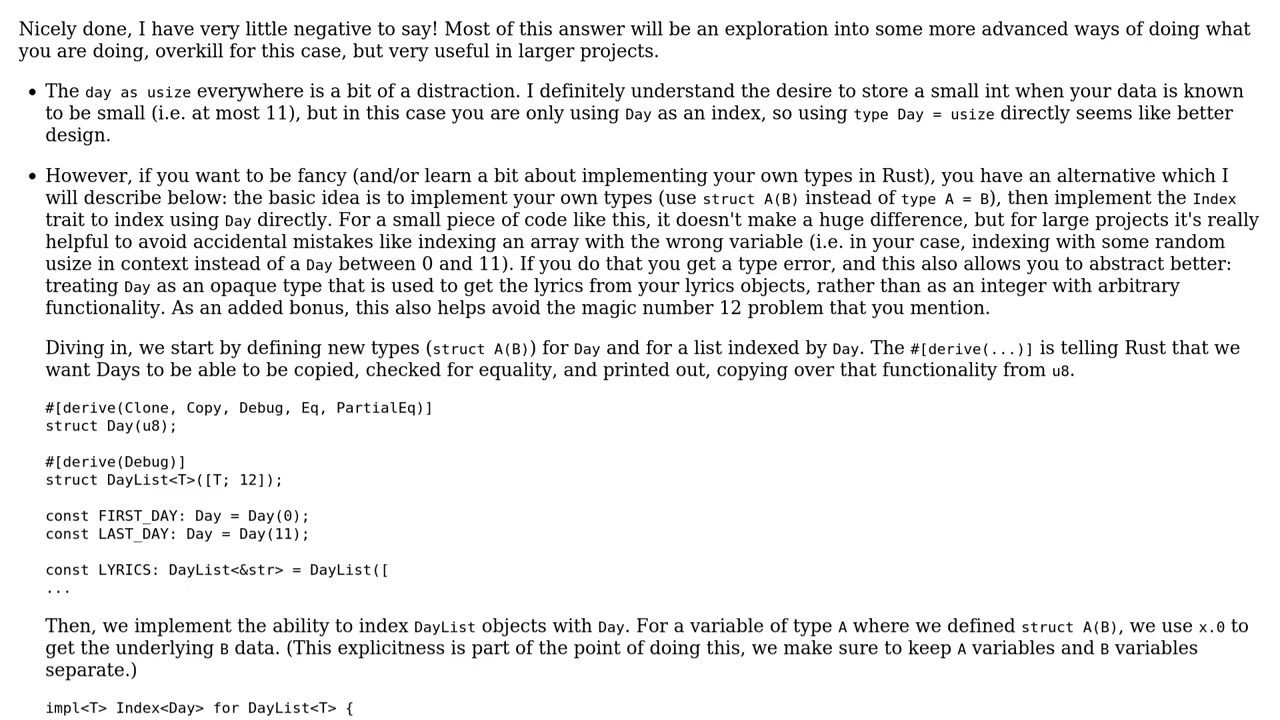 Nicely done, I have very little negative to say! Most of this answer will be an exploration into some more advanced ways of doing what
you are doing, overkill for this case, but very useful in larger projects.
• The day as usize everywhere is a bit of a distraction. I definitely understand the desire to store a small int when your data is known
to be small (i.e. at most 11), but in this case you are only using Day as an index, so using type Day = usize directly seems like better
design.
• However, if you want to be fancy (and/or learn a bit about implementing your own types in Rust), you have an alternative which I
will describe below: the basic idea is to implement your own types (use struct A(B) instead of type A = B), then implement the Index
trait to index using Day directly. For a small piece of code like this, it doesn't make a huge difference, but for large projects it's really
helpful to avoid accidental mistakes like indexing an array with the wrong variable (i.e. in your case, indexing with some random
usize in context instead of a Day between 0 and 11). If you do that you get a type error, and this also allows you to abstract better:
treating Day as an opaque type that is used to get the lyrics from your lyrics objects, rather than as an integer with arbitrary
functionality. As an added bonus, this also helps avoid the magic number 12 problem that you mention.
Diving in, we start by defining new types (struct A(B)) for Day and for a list indexed by Day. The #[derive(...)] is telling Rust that we
want Days to be able to be copied, checked for equality, and printed out, copying over that functionality from u8.
#[derive(Clone, Copy, Debug, Eq, PartialEq)]
struct Day(u8);
#[derive(Debug)]
struct DayList<T>([T; 12]);
const FIRST_DAY: Day = Day(0);
const LAST_DAY: Day = Day(11);
const LYRICS: DayList<&str> = DayList([
...
Then, we implement the ability to index DayList objects with Day. For a variable of type A where we defined struct A(B), we use x.0 to
get the underlying B data. (This explicitness is part of the point of doing this, we make sure to keep A variables and B variables
separate.)
impl<T> Index<Day> for DayList<T> {